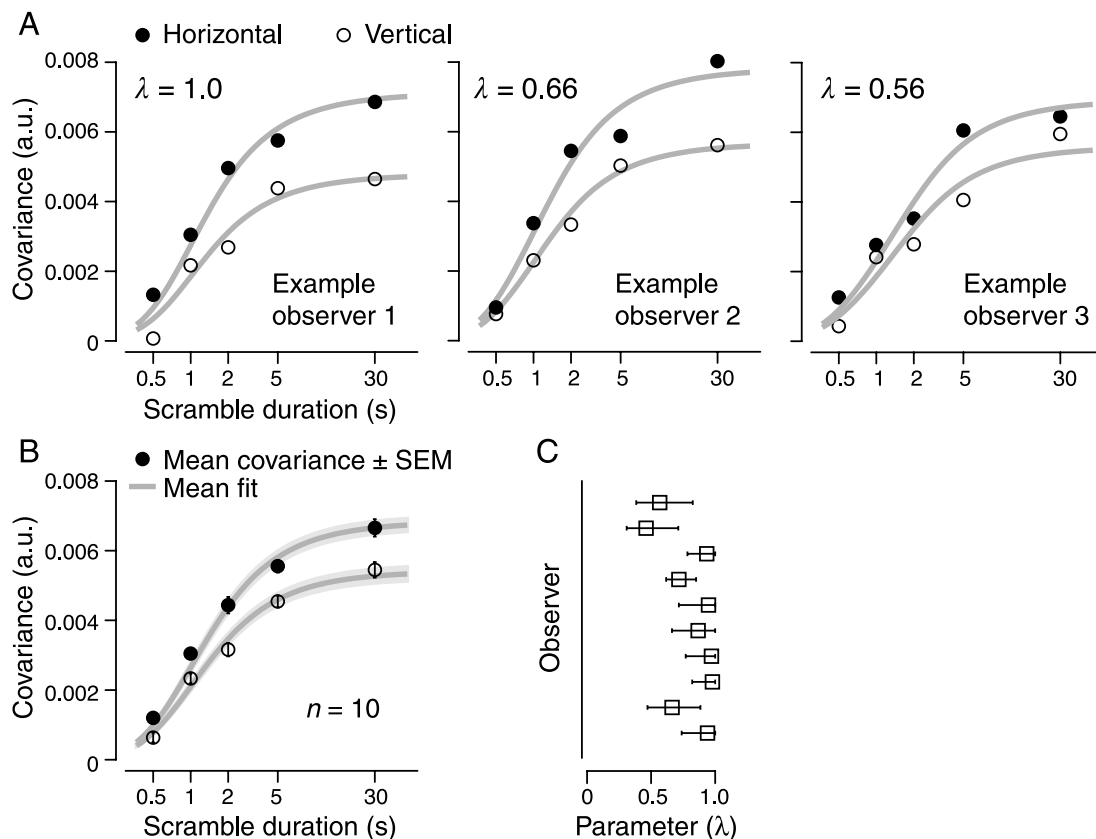 A
● Horizontal ○ Vertical
Covariance (a.u.)
0.008
0.006
0.004
0.002
0
λ = 1.0
Example
observer 1
0.5 1 2 5 30
Scramble duration (s)
λ = 0.66
Example
observer 2
0.5 1 2 5 30
λ = 0.56
Example
observer 3
0.5 1 2 5 30
B
● Mean covariance ± SEM
Mean fit
Covariance (a.u.)
0.008
0.006
0.004
0.002
0
n = 10
0.5 1 2 5 30
Scramble duration (s)
C
Observer
0 0.5 1.0
Parameter (λ)